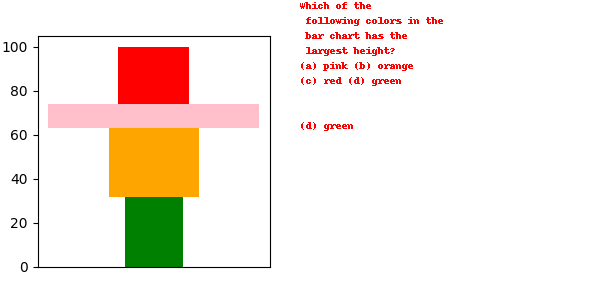 Which of the
following colors in the
bar chart has the
largest height?
(a) pink (b) orange
(c) red (d) green
(d) green
100
80
60
40
20
0